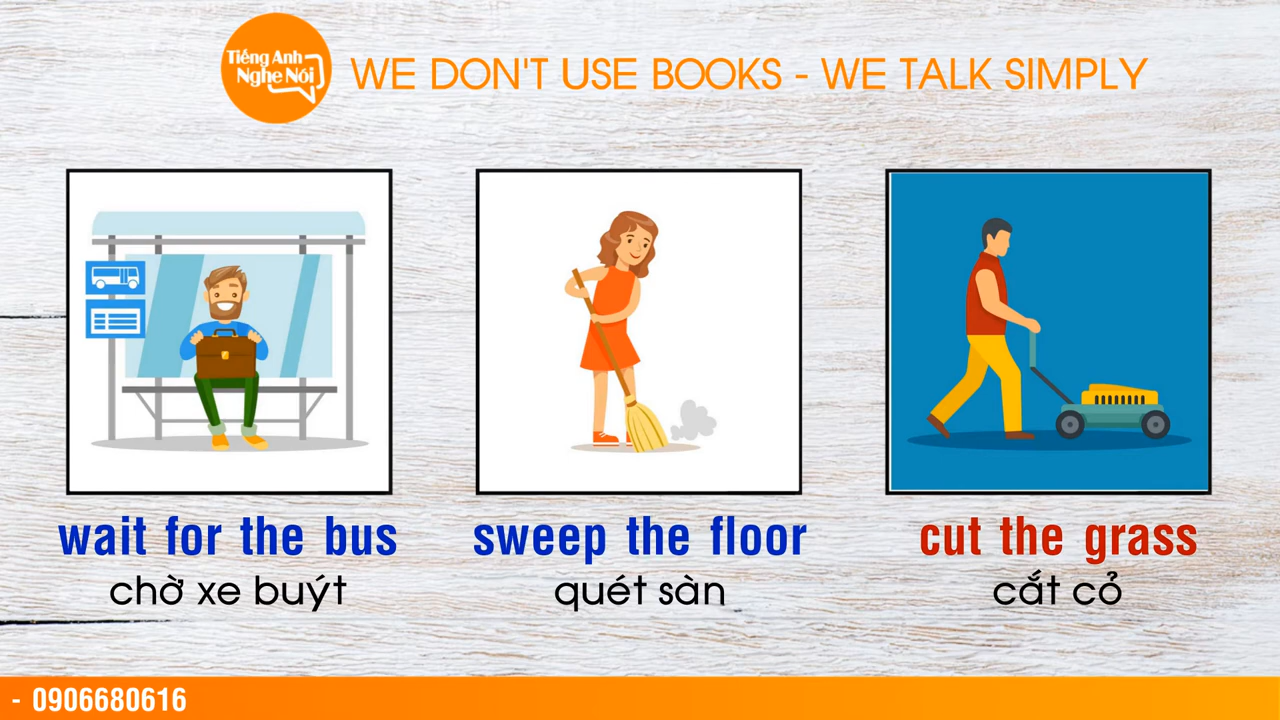 Tiếng Anh
Nghe Nói
WE DON'T USE BOOKS - WE TALK SIMPLY
wait for the bus
chờ xe buýt
sweep the floor
quét sàn
cut the grass
cắt cỏ
- 0906680616